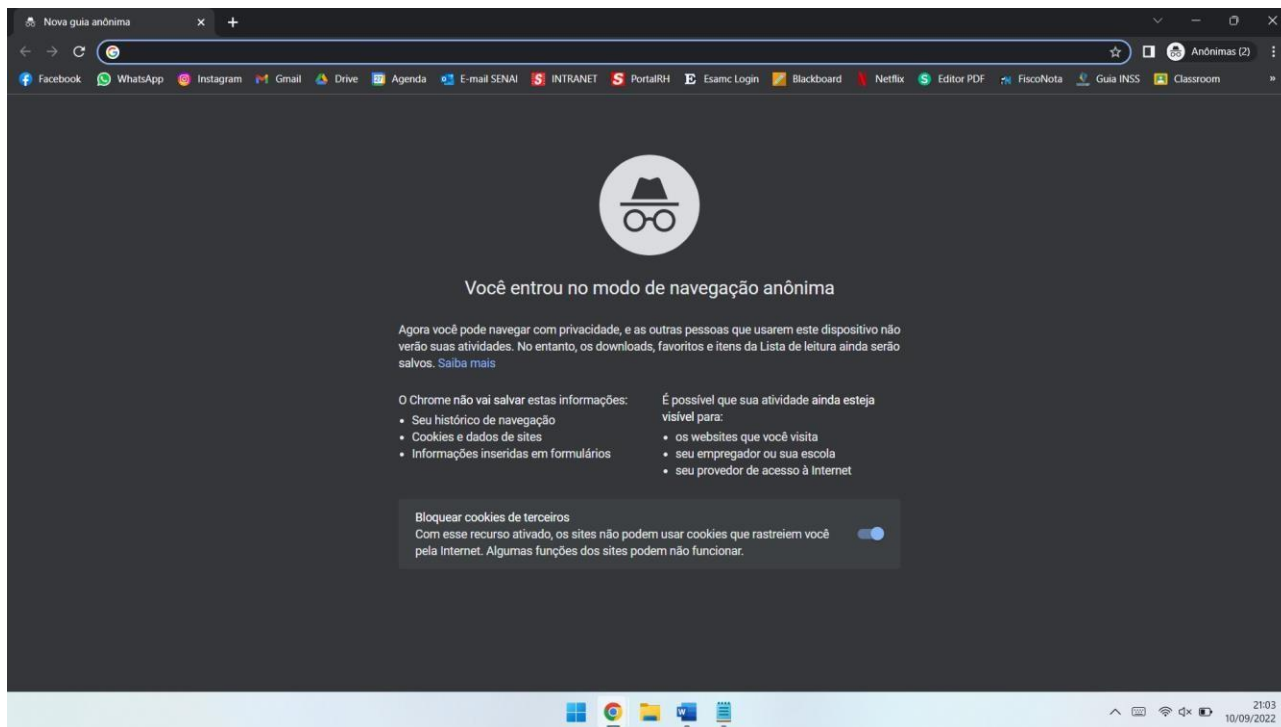 Nova guia anônima
Anônimas (2)
Facebook WhatsApp Instagram Gmail Drive Agenda E-mail SENAI INTRANET PortalRH Esamc Login Blackboard Netflix Editor PDF FiscoNota Guia INSS Classroom »
Você entrou no modo de navegação anônima
Agora você pode navegar com privacidade, e as outras pessoas que usarem este dispositivo não
verão suas atividades. No entanto, os downloads, favoritos e itens da Lista de leitura ainda serão
salvos. Saiba mais
O Chrome não vai salvar estas informações:
• Seu histórico de navegação
• Cookies e dados de sites
• Informações inseridas em formulários
É possível que sua atividade ainda esteja
visível para:
• os websites que você visita
• seu empregador ou sua escola
• seu provedor de acesso à Internet
Bloquear cookies de terceiros
Com esse recurso ativado, os sites não podem usar cookies que rastreiem você
pela Internet. Algumas funções dos sites podem não funcionar.
21:03
10/09/2022